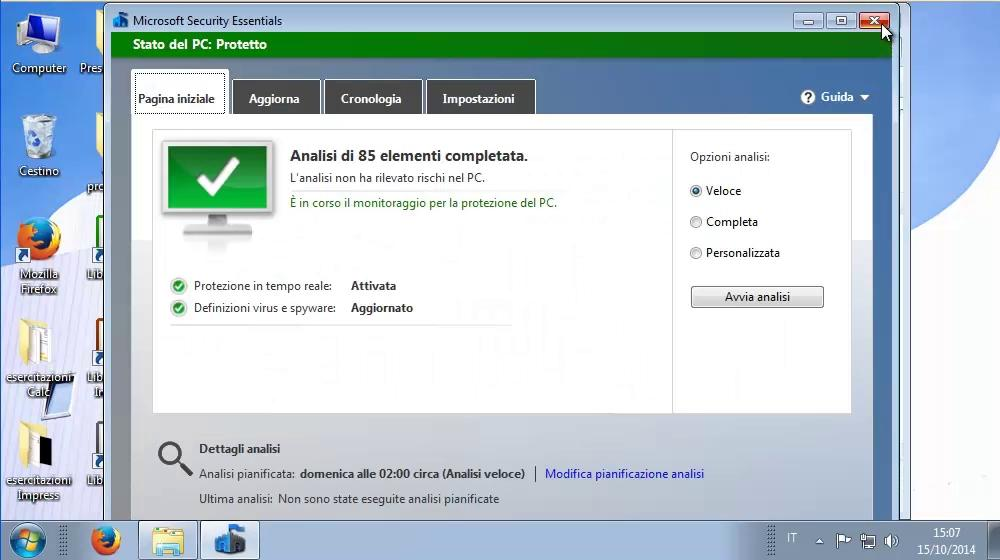 Microsoft Security Essentials
Stato del PC: Protetto
Pagina iniziale
Aggiorna
Cronologia
Impostazioni
? Guida
Analisi di 85 elementi completata.
L'analisi non ha rilevato rischi nel PC.
È in corso il monitoraggio per la protezione del PC.
Protezione in tempo reale: Attivata
Definizioni virus e spyware: Aggiornato
Opzioni analisi:
Veloce
Completa
Personalizzata
Avvia analisi
Dettagli analisi
Analisi pianificata: domenica alle 02:00 circa (Analisi veloce) | Modifica pianificazione analisi
Ultima analisi: Non sono state eseguite analisi pianificate
Computer
Pres
Cestino
Mozilla
Firefox
Lib
esercitazioni
Calc
Lib
esercitazioni
Impress
Lib
IT
15:07
15/10/2014